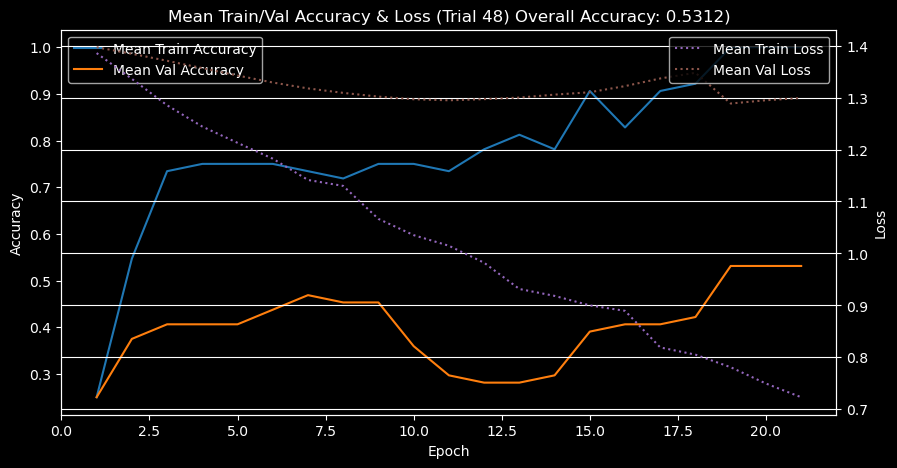 Mean Train/Val Accuracy & Loss (Trial 48) Overall Accuracy: 0.5312)
Mean Train Accuracy
Mean Val Accuracy
Mean Train Loss
Mean Val Loss
1.0
0.9
0.8
0.7
0.6
0.5
0.4
0.3
Accuracy
1.4
1.3
1.2
1.1
1.0
0.9
0.8
0.7
Loss
0.0 2.5 5.0 7.5 10.0 12.5 15.0 17.5 20.0
Epoch